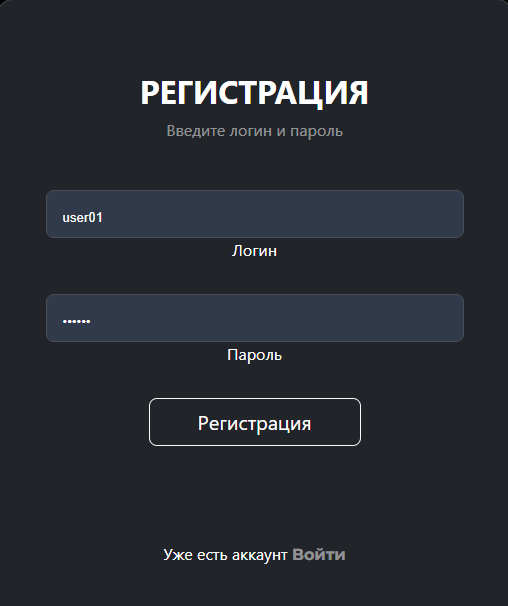 РЕГИСТРАЦИЯ
Введите логин и пароль
user01
Логин
••••••
Пароль
Регистрация
Уже есть аккаунт Войти